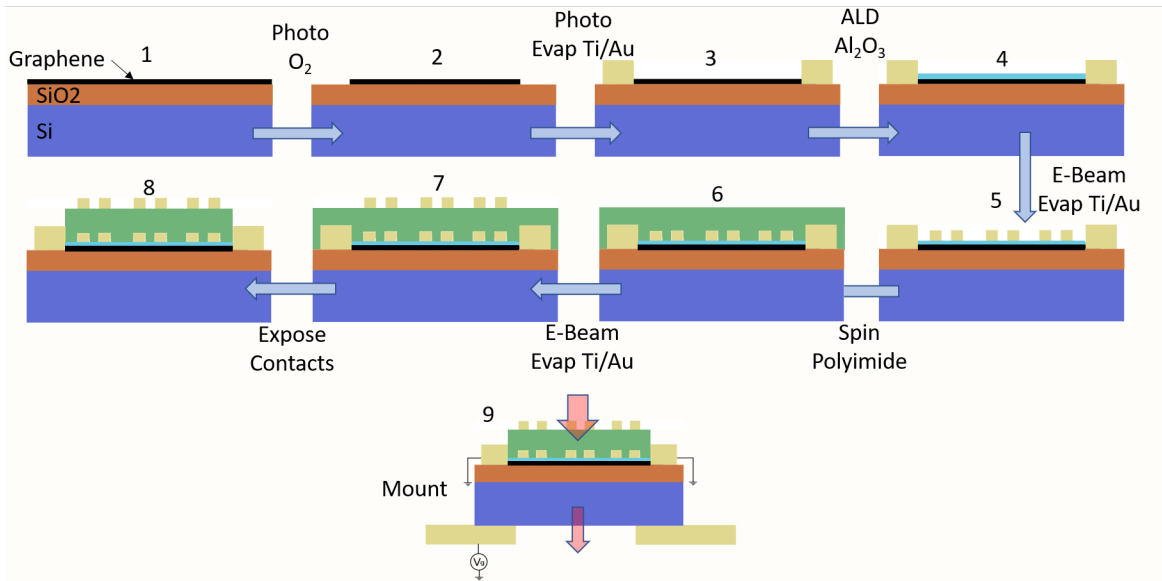 Graphene
SiO2
Si
1
Photo
O₂
2
Photo
Evap Ti/Au
3
ALD
Al₂O₃
4
E-Beam
Evap Ti/Au
5
Spin
Polyimide
6
E-Beam
Evap Ti/Au
7
Expose
Contacts
8
9
Mount
Vg